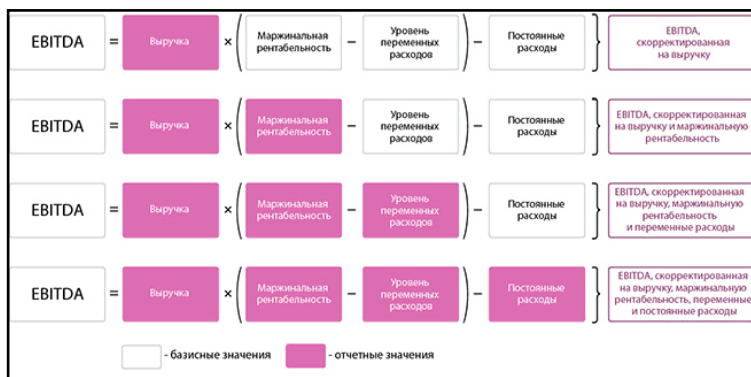 EBITDA = Выручка × ( Маржинальная рентабельность – Уровень переменных расходов ) – Постоянные расходы } EBITDA, скорректированная на выручку
EBITDA = Выручка × ( Маржинальная рентабельность – Уровень переменных расходов ) – Постоянные расходы } EBITDA, скорректированная на выручку и маржинальную рентабельность
EBITDA = Выручка × ( Маржинальная рентабельность – Уровень переменных расходов ) – Постоянные расходы } EBITDA, скорректированная на выручку, маржинальную рентабельность и переменные расходы
EBITDA = Выручка × ( Маржинальная рентабельность – Уровень переменных расходов ) – Постоянные расходы } EBITDA, скорректированная на выручку, маржинальную рентабельность, переменные и постоянные расходы
- базисные значения - отчетные значения